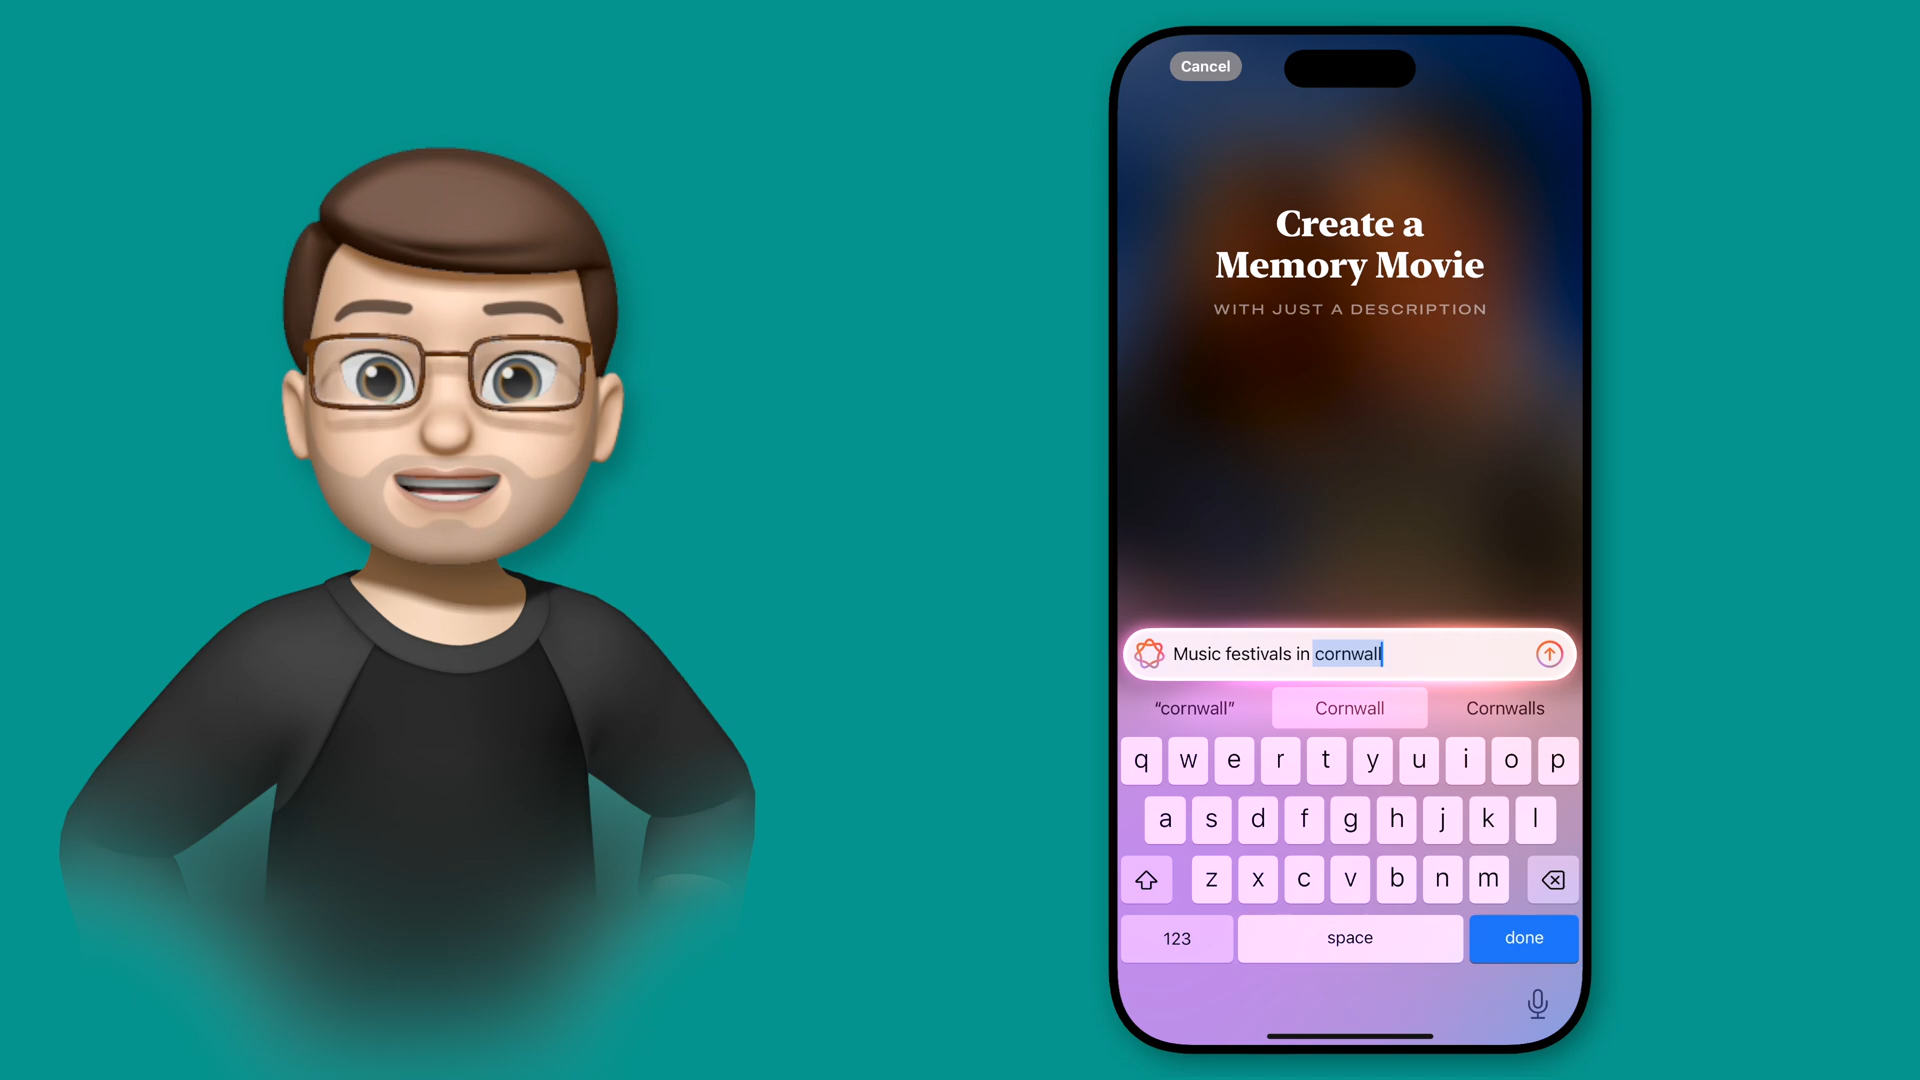 Cancel
Create a
Memory Movie
WITH JUST A DESCRIPTION
Music festivals in cornwall
“cornwall” Cornwall Cornwalls
q w e r t y u i o p
a s d f g h j k l
z x c v b n m
123 space done